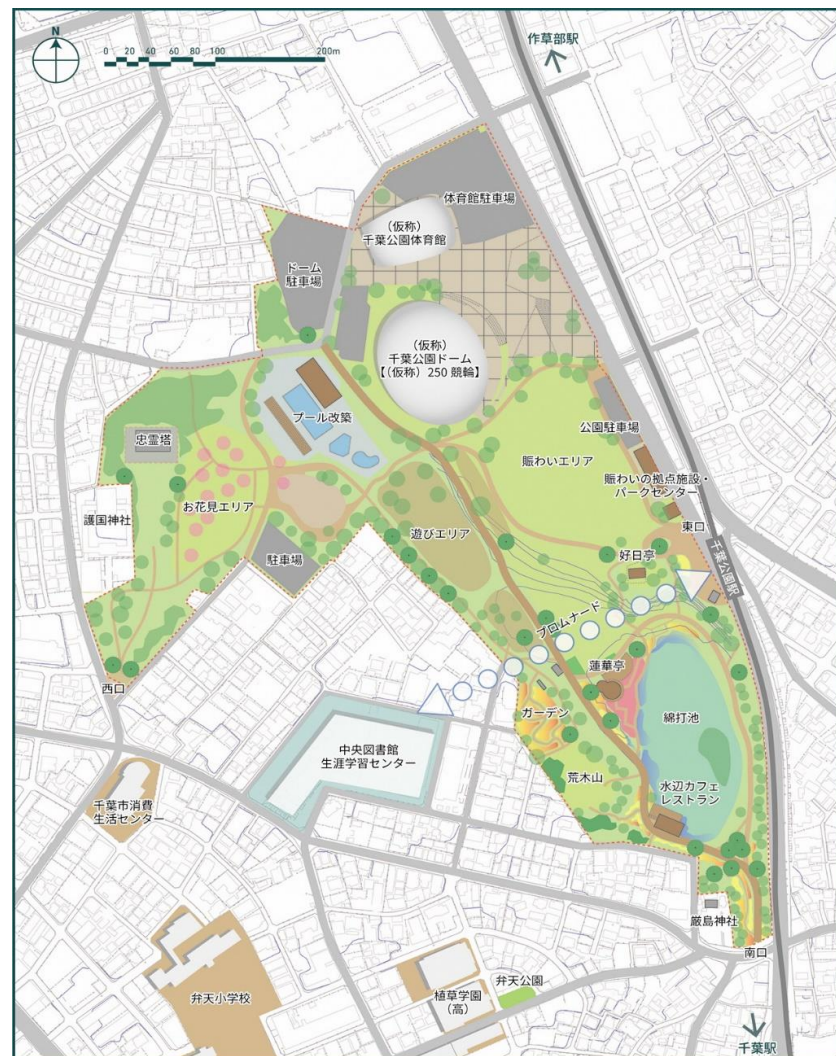 N
0 20 40 60 80 100 200m
作草部駅
体育館駐車場
(仮称)
千葉公園体育館
ドーム
駐車場
(仮称)
千葉公園ドーム
【(仮称)250競輪】
プール改築
公園駐車場
忠霊塔
賑わいエリア
賑わいの拠点施設・
パークセンター
お花見エリア
護国神社
東口
遊びエリア
千葉公園駅
好日亭
駐車場
プロムナード
蓮華亭
西口
ガーデン
綿打池
中央図書館
生涯学習センター
荒木山
水辺カフェ
レストラン
千葉市消費
生活センター
厳島神社
南口
弁天公園
弁天小学校
植草学園
(高)
千葉駅